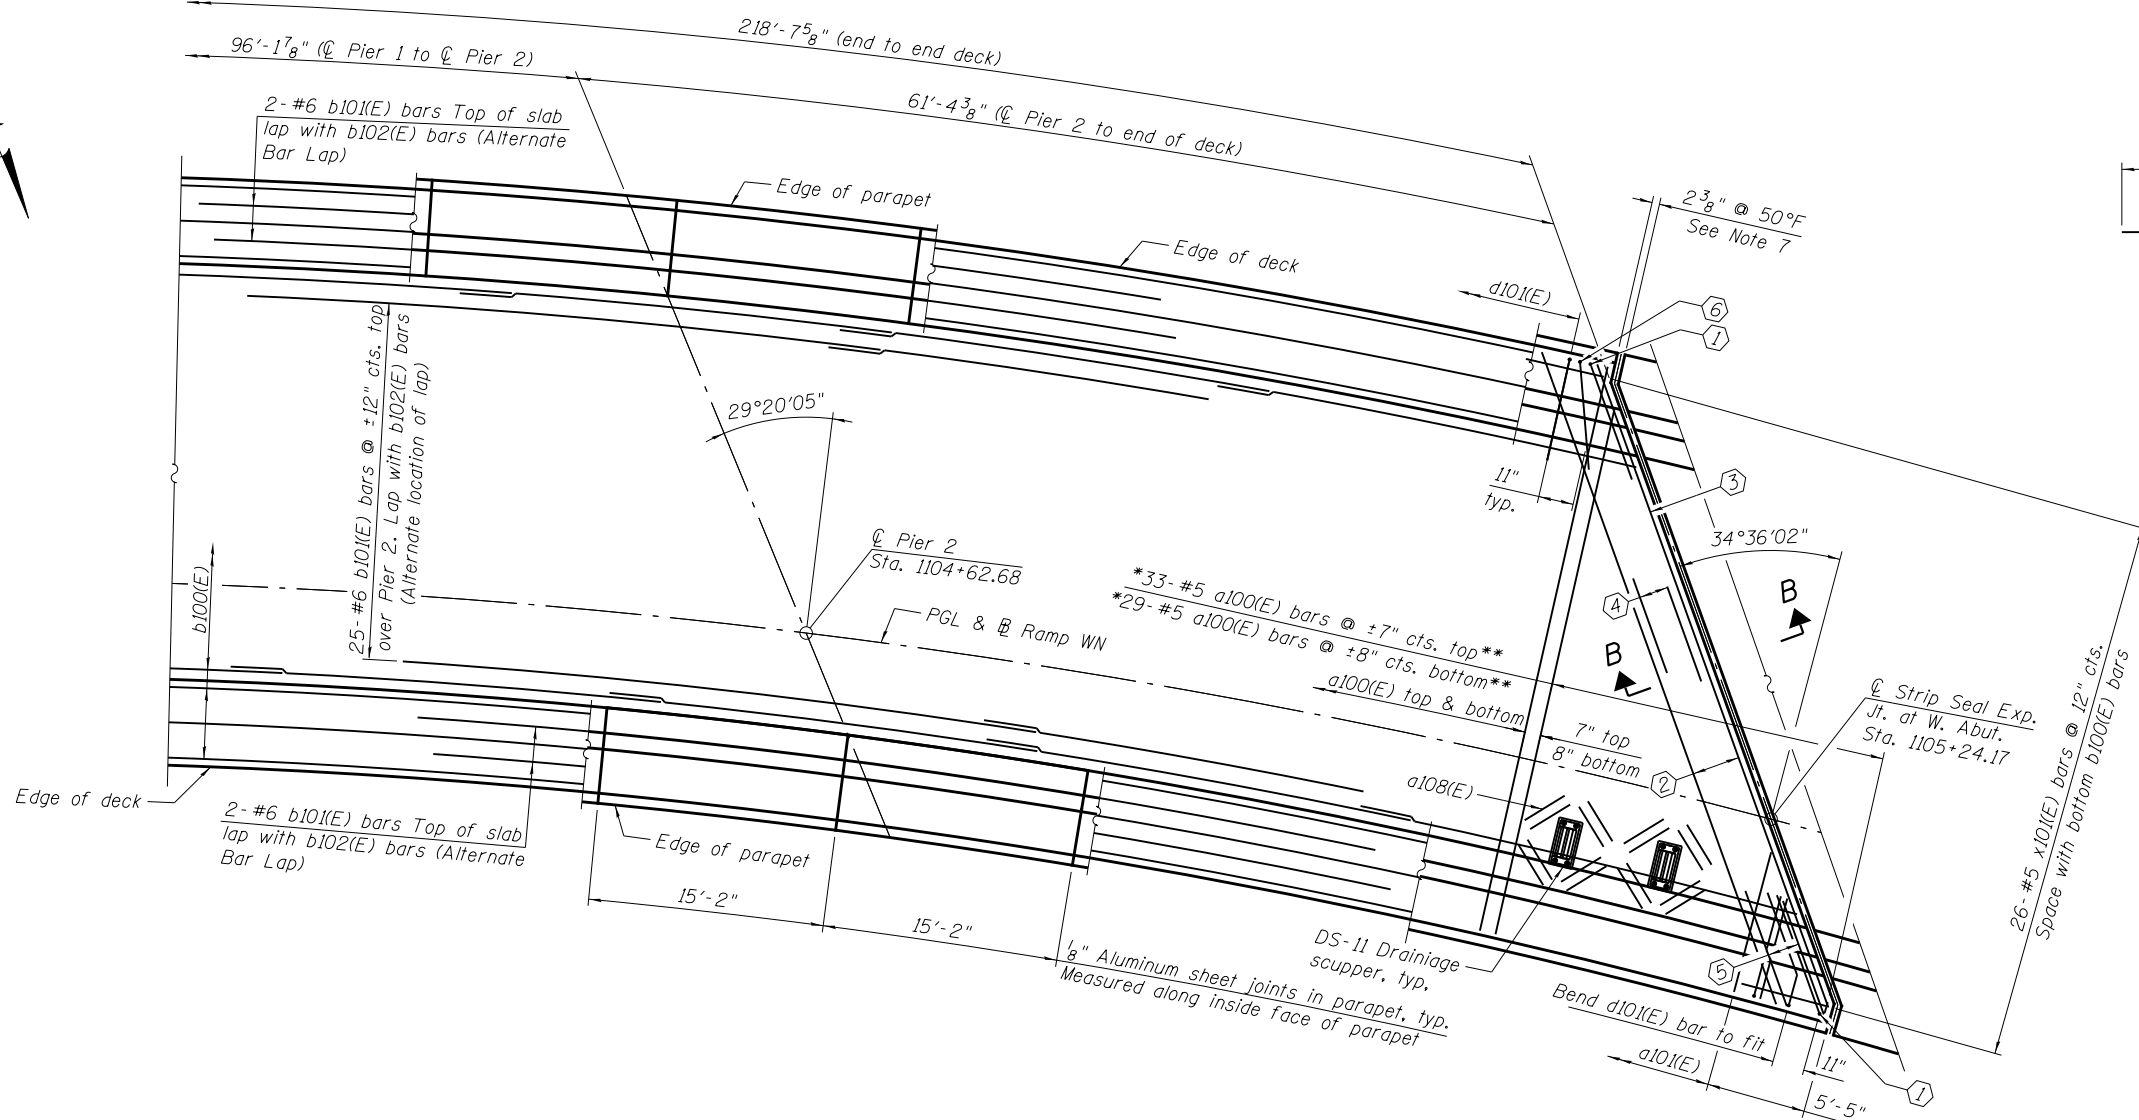 218'-7 5/8" (end to end deck)
96'-1 7/8" (℄ Pier 1 to ℄ Pier 2)
61'-4 3/8" (℄ Pier 2 to end of deck)
2-#6 b101(E) bars Top of slab
lap with b102(E) bars (Alternate
Bar Lap)
Edge of parapet
Edge of deck
2 3/8" @ 50°F
See Note 7
d101(E)
6
1
25-#6 b101(E) bars @ ±12" cts. top
over Pier 2. Lap with b102(E) bars
(Alternate location of lap)
29°20'05"
11"
typ.
3
34°36'02"
℄ Pier 2
Sta. 1104+62.68
b100(E)
PGL & ⅊ Ramp WN
*33-#5 a100(E) bars @ ±7" cts. top**
*29-#5 a100(E) bars @ ±8" cts. bottom**
a100(E) top & bottom
4
B
B
7" top
8" bottom
2
℄ Strip Seal Exp.
Jt. at W. Abut.
Sta. 1105+24.17
26-#5 x101(E) bars @ 12" cts.
Space with bottom b100(E) bars
a108(E)
Edge of deck
2-#6 b101(E) bars Top of slab
lap with b102(E) bars (Alternate
Bar Lap)
Edge of parapet
15'-2"
15'-2"
1/8" Aluminum sheet joints in parapet, typ.
Measured along inside face of parapet
DS-11 Drainiage
scupper, typ.
5
Bend d101(E) bar to fit
a101(E)
11"
5'-5"
1